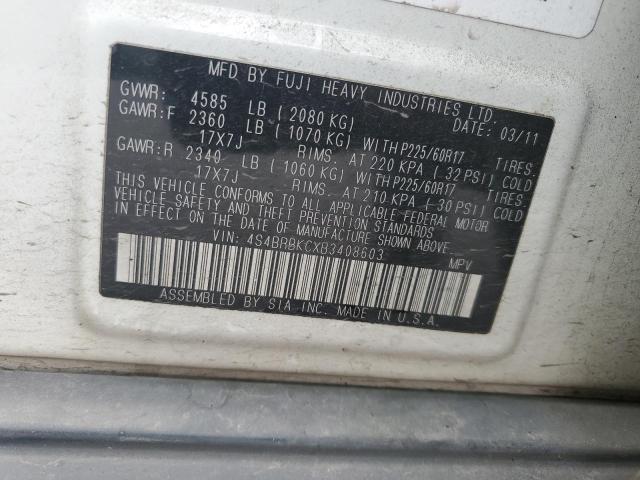 MFD BY FUJI HEAVY INDUSTRIES LTD.
GVWR: 4585 LB ( 2080 KG) DATE: 03/11
GAWR:F 2360 LB ( 1070 KG) WITH P225/60R17 TIRES.
17X7J RIMS. AT 220 KPA ( 32 PSI) COLD
GAWR:R 2340 LB ( 1060 KG) WITH P225/60R17 TIRES.
17X7J RIMS. AT 210 KPA ( 30 PSI) COLD
THIS VEHICLE CONFORMS TO ALL APPLICABLE FEDERAL MOTOR
VEHICLE SAFETY AND THEFT PREVENTION STANDARDS
IN EFFECT ON THE DATE OF MANUFACTURE SHOWN ABOVE.
VIN: 4S4BRBKCXB3408603 MPV
ASSEMBLED BY SIA INC. MADE IN U.S.A.